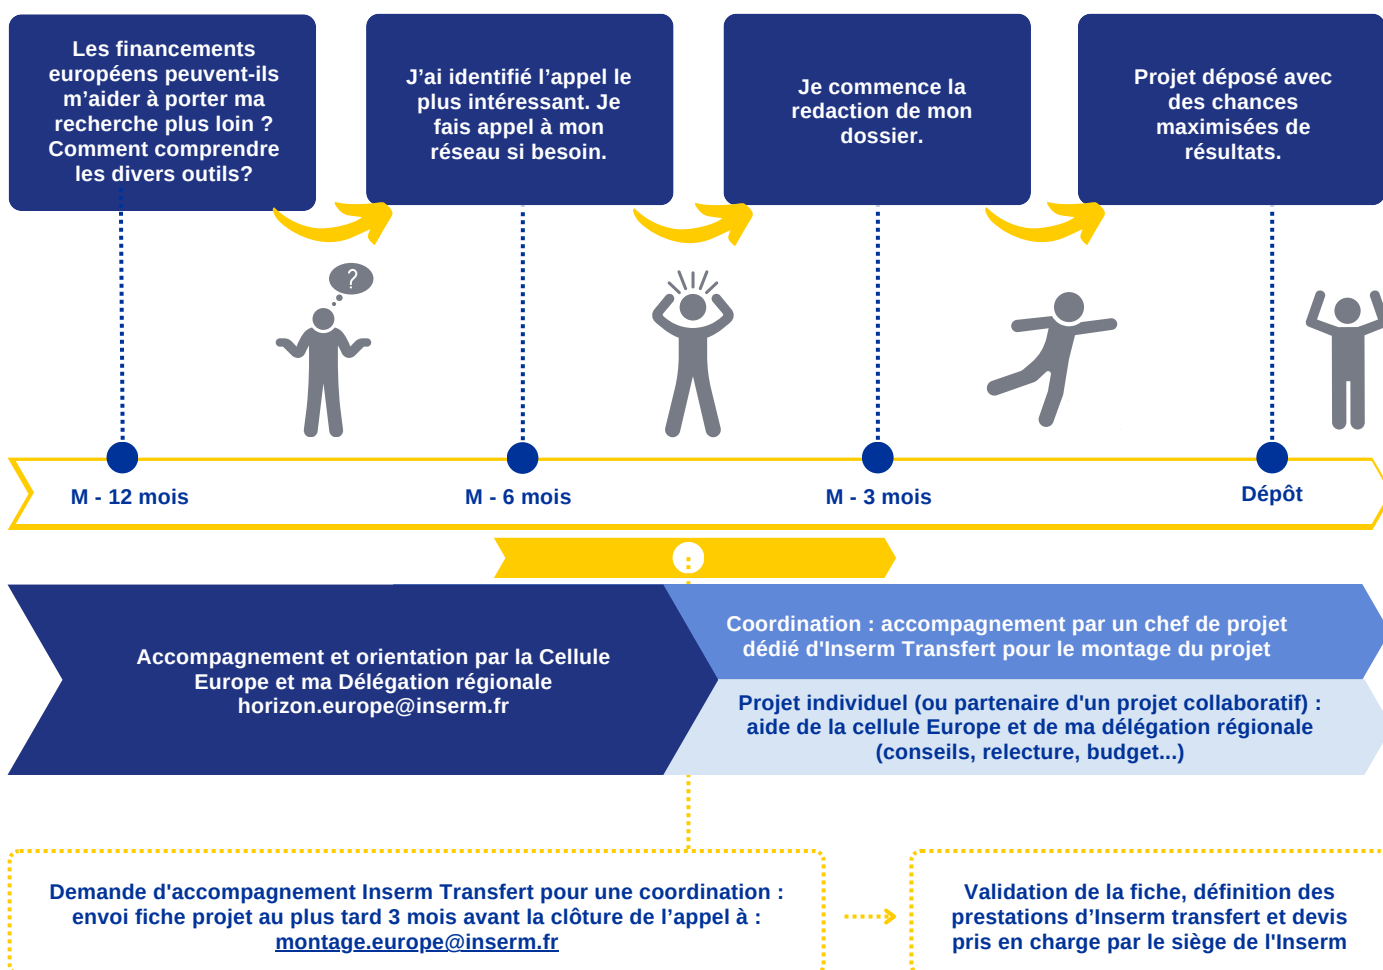 Les financements
européens peuvent-ils
m’aider à porter ma
recherche plus loin ?
Comment comprendre
les divers outils?
J’ai identifié l’appel le
plus intéressant. Je
fais appel à mon
réseau si besoin.
Je commence la
redaction de mon
dossier.
Projet déposé avec
des chances
maximisées de
résultats.
?
M - 12 mois
M - 6 mois
M - 3 mois
Dépôt
Accompagnement et orientation par la Cellule
Europe et ma Délégation régionale
horizon.europe@inserm.fr
Coordination : accompagnement par un chef de projet
dédié d'Inserm Transfert pour le montage du projet
Projet individuel (ou partenaire d'un projet collaboratif) :
aide de la cellule Europe et de ma délégation régionale
(conseils, relecture, budget...)
Demande d'accompagnement Inserm Transfert pour une coordination :
envoi fiche projet au plus tard 3 mois avant la clôture de l’appel à :
montage.europe@inserm.fr
Validation de la fiche, définition des
prestations d’Inserm transfert et devis
pris en charge par le siège de l'Inserm